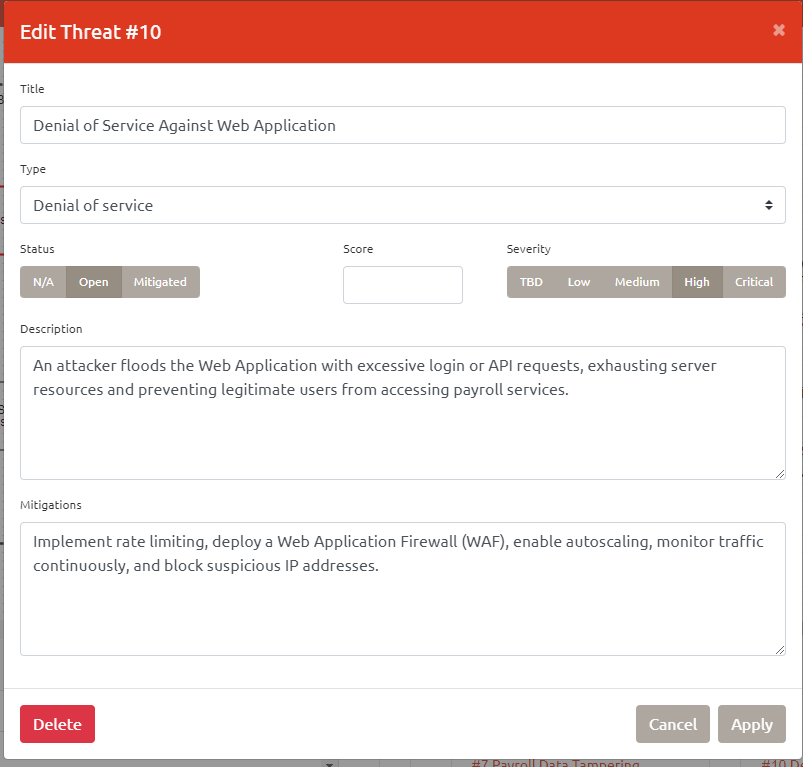 Edit Threat #10
Title
Denial of Service Against Web Application
Type
Denial of service
Status
Score
Severity
N/A
Open
Mitigated
TBD
Low
Medium
High
Critical
Description
An attacker floods the Web Application with excessive login or API requests, exhausting server
resources and preventing legitimate users from accessing payroll services.
Mitigations
Implement rate limiting, deploy a Web Application Firewall (WAF), enable autoscaling, monitor traffic
continuously, and block suspicious IP addresses.
Delete
Cancel
Apply
#7 Payroll Data Tampering